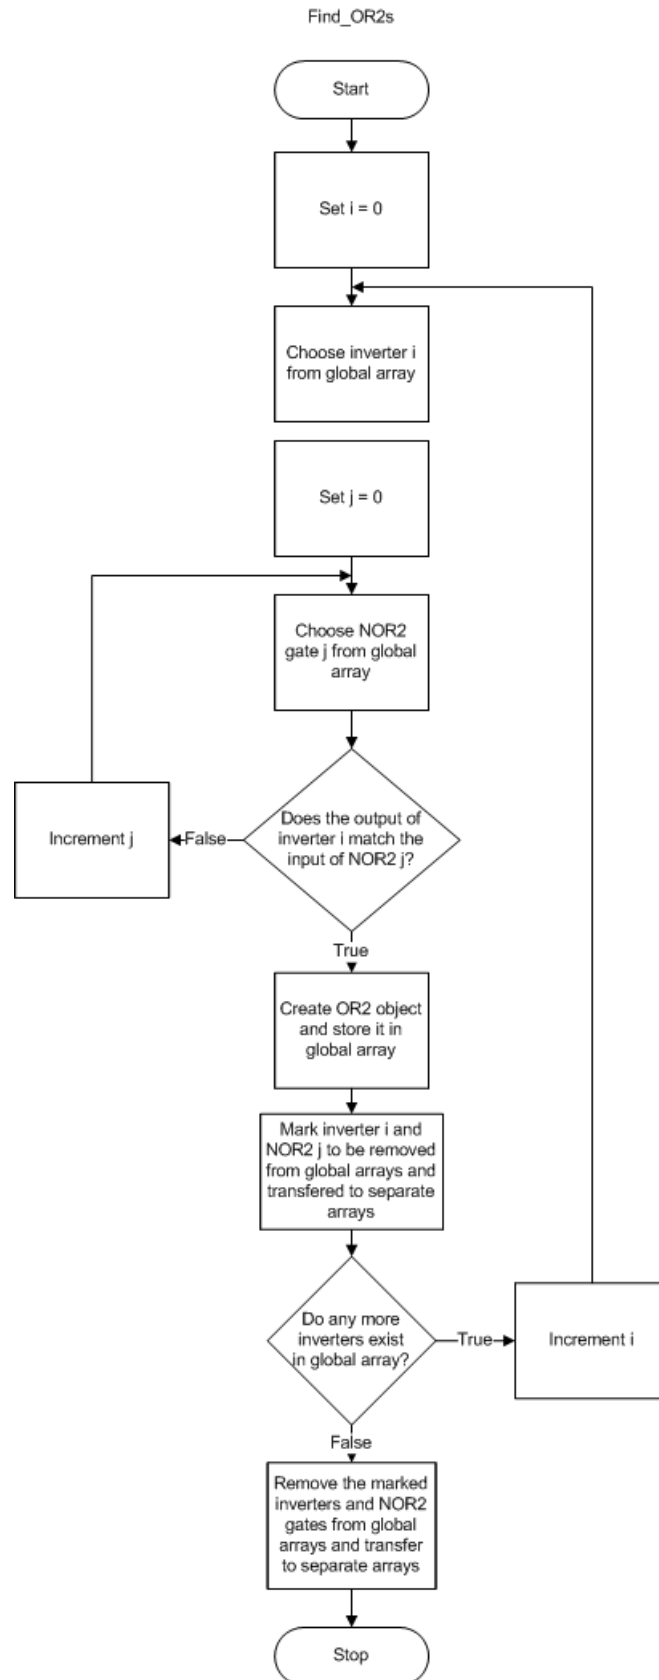 Find_OR2s
Start
Set i = 0
Choose inverter i
from global array
Set j = 0
Choose NOR2
gate j from global
array
Does the output of
inverter i match the
input of NOR2 j?
False
Increment j
True
Create OR2 object
and store it in
global array
Mark inverter i and
NOR2 j to be removed
from global arrays and
transfered to separate
arrays
Do any more
inverters exist
in global array?
True
Increment i
False
Remove the marked
inverters and NOR2
gates from global
arrays and transfer
to separate arrays
Stop